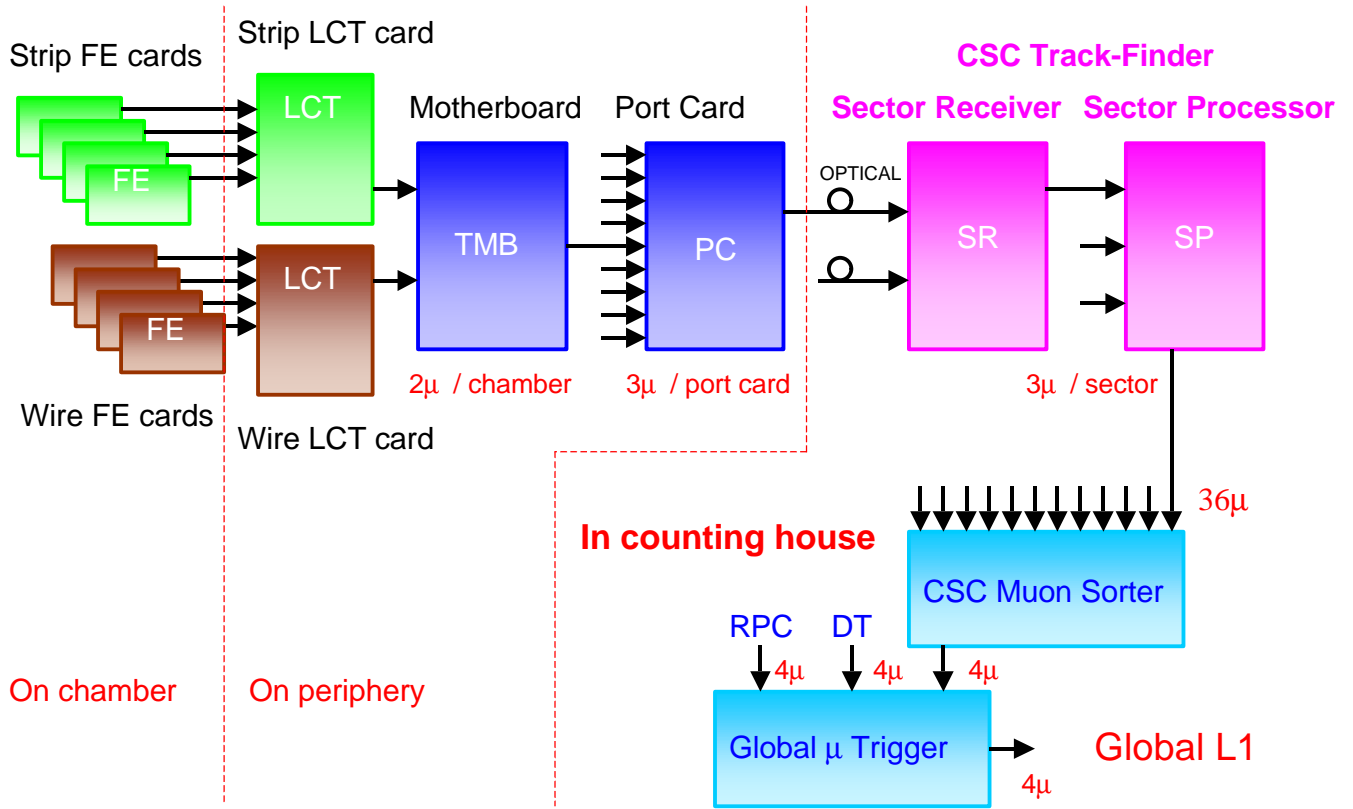 Strip FE cards
Strip LCT card
CSC Track-Finder
Motherboard
Port Card
Sector Receiver
Sector Processor
LCT
FE
OPTICAL
TMB
PC
SR
SP
LCT
FE
2μ / chamber
3μ / port card
3μ / sector
Wire FE cards
Wire LCT card
36μ
In counting house
CSC Muon Sorter
RPC
DT
4μ
4μ
4μ
On chamber
On periphery
Global μ Trigger
Global L1
4μ